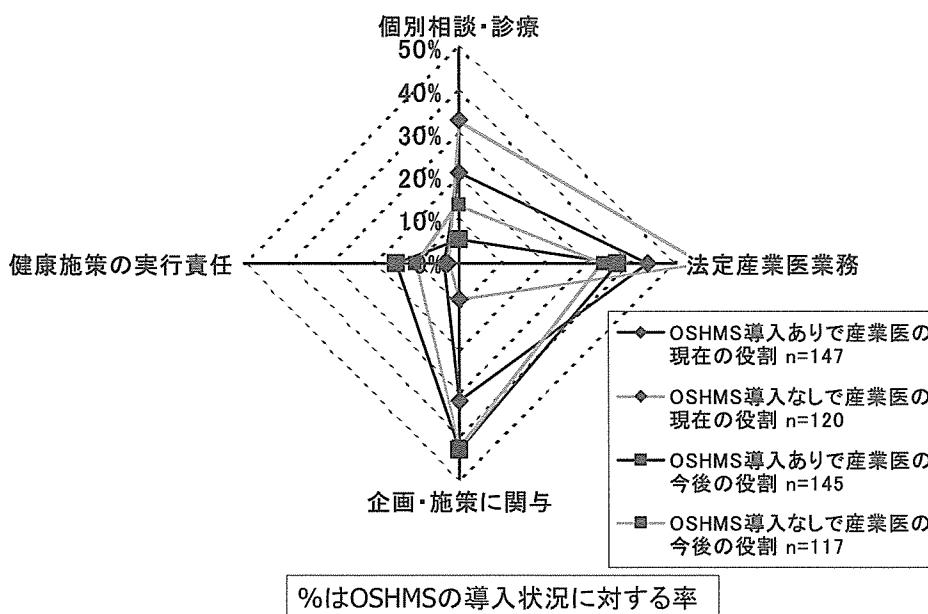 個別相談・診療
50%
40%
30%
20%
10%
健康施策の実行責任
法定産業医業務
企画・施策に関与
OSHMS導入ありで産業医の
現在の役割 n=147
OSHMS導入なしで産業医の
現在の役割 n=120
OSHMS導入ありで産業医の
今後の役割 n=145
OSHMS導入なしで産業医の
今後の役割 n=117
%はOSHMSの導入状況に対する率